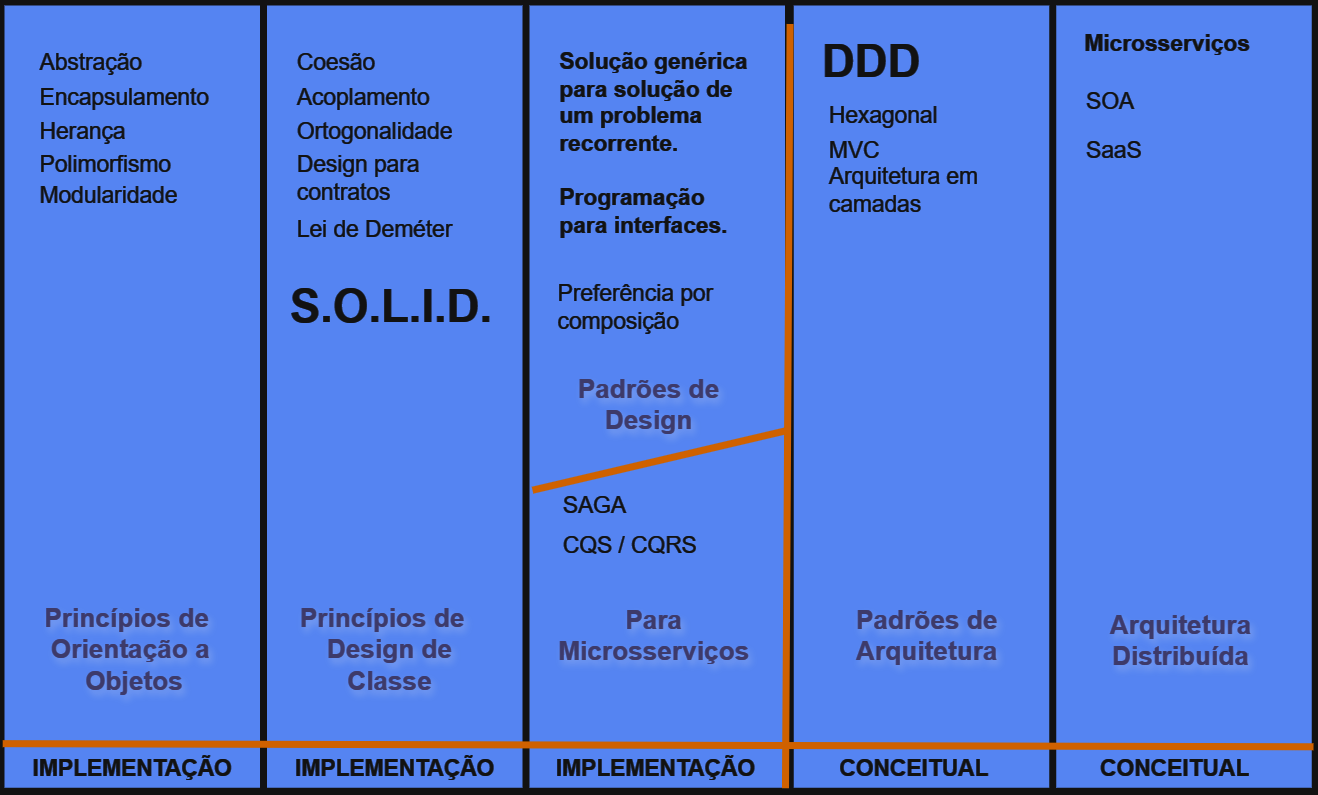 Abstração
Encapsulamento
Herança
Polimorfismo
Modularidade
Princípios de
Orientação a
Objetos
IMPLEMENTAÇÃO
Coesão
Acoplamento
Ortogonalidade
Design para
contratos
Lei de Deméter
S.O.L.I.D.
Princípios de
Design de
Classe
IMPLEMENTAÇÃO
Solução genérica
para solução de
um problema
recorrente.
Programação
para interfaces.
Preferência por
composição
Padrões de
Design
SAGA
CQS / CQRS
Para
Microsserviços
IMPLEMENTAÇÃO
DDD
Hexagonal
MVC
Arquitetura em
camadas
Padrões de
Arquitetura
CONCEITUAL
Microsserviços
SOA
SaaS
Arquitetura
Distribuída
CONCEITUAL